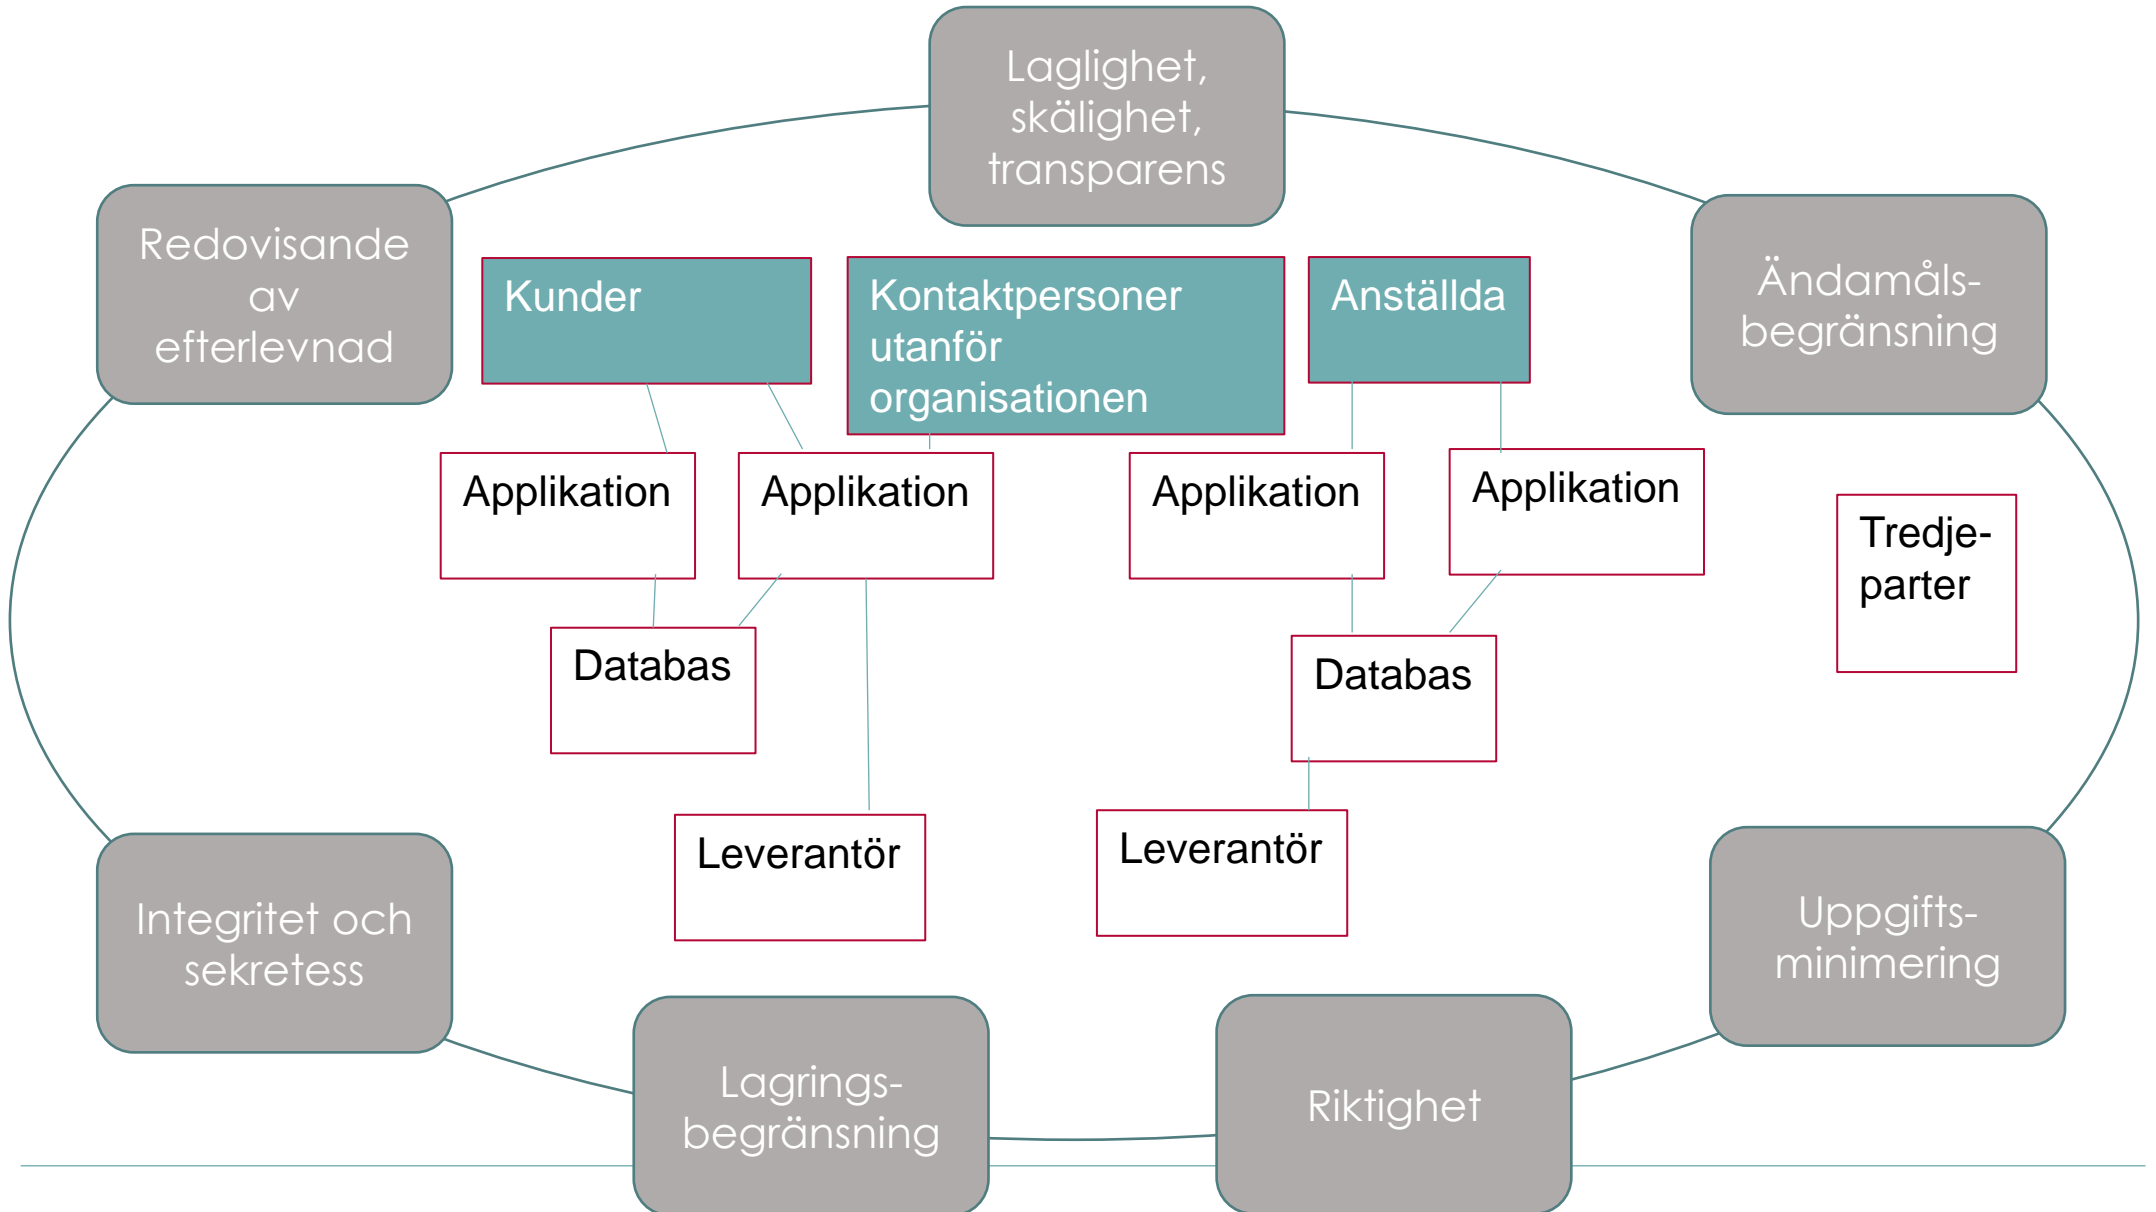 Laglighet,
skälighet,
transparens
Redovisande
av
efterlevnad
Ändamåls-
begränsning
Kunder
Kontaktpersoner
utanför
organisationen
Anställda
Applikation
Applikation
Applikation
Applikation
Tredje-
parter
Databas
Databas
Leverantör
Leverantör
Integritet och
sekretess
Uppgifts-
minimering
Lagrings-
begränsning
Riktighet